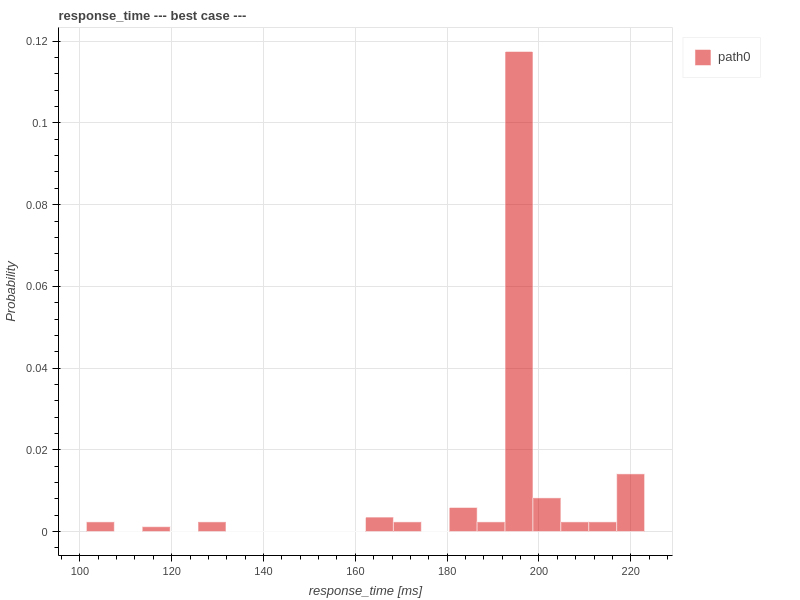 response_time --- best case ---
path0
Probability
0.12
0.1
0.08
0.06
0.04
0.02
0
100 120 140 160 180 200 220
response_time [ms]